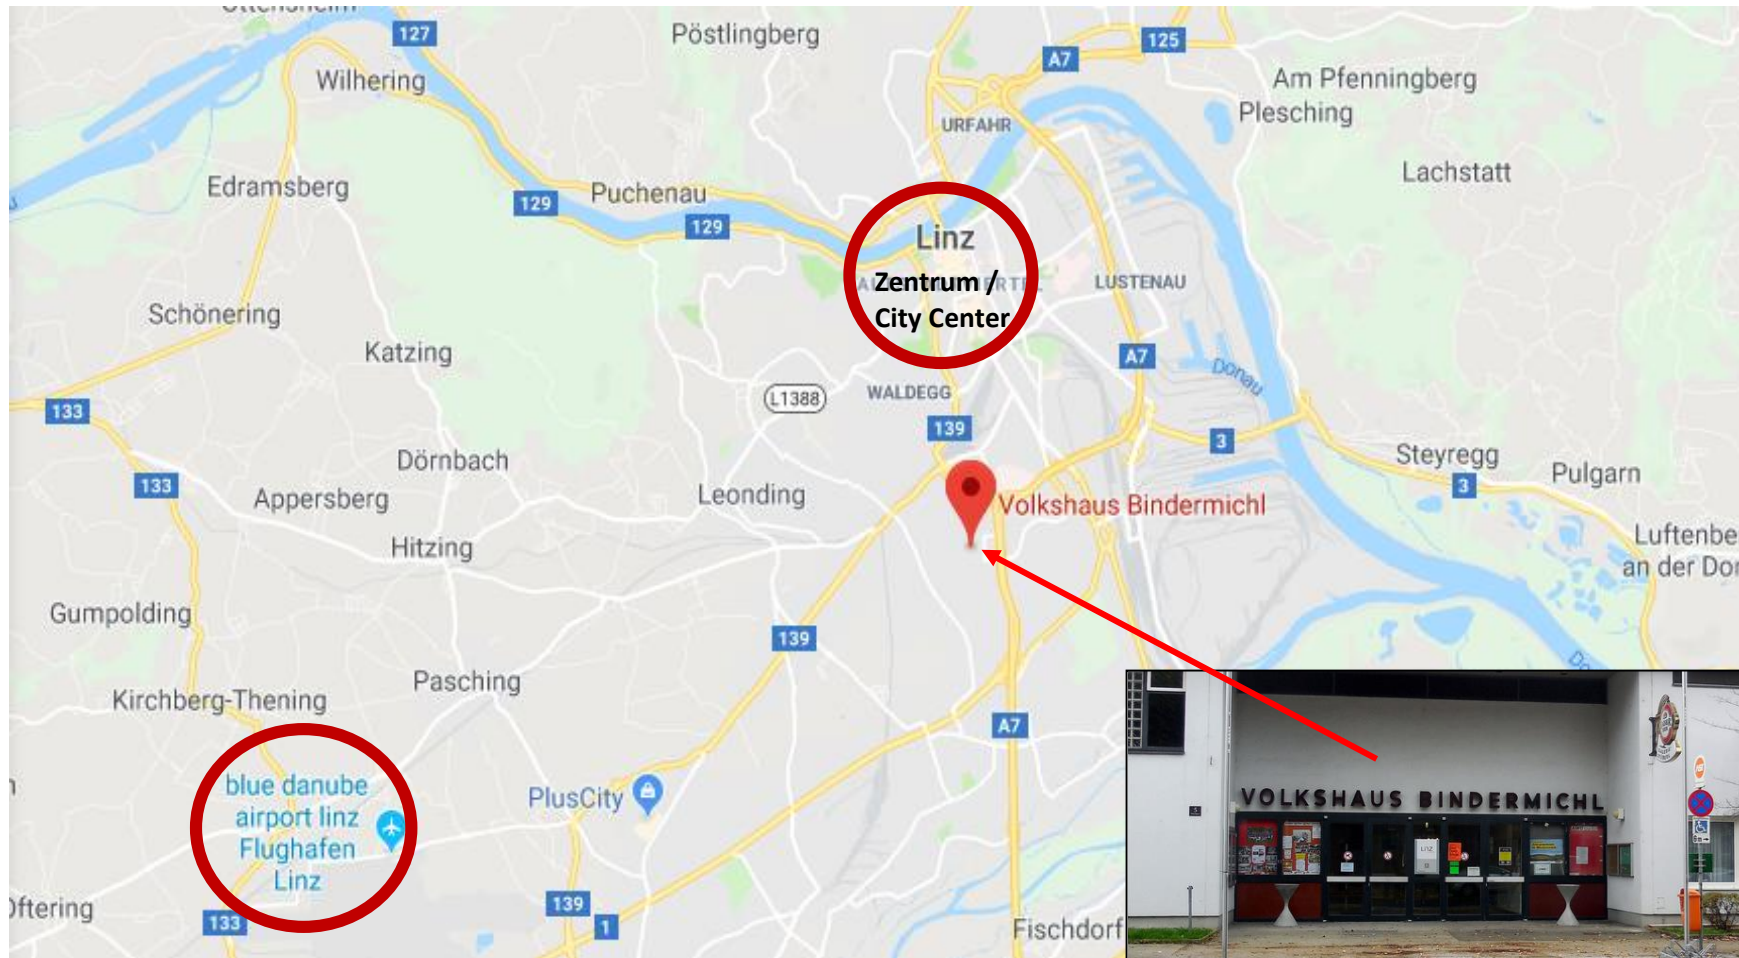 127
Pöstlingberg
A7
125
Wilhering
Am Pfenningberg
Plesching
URFAHR
Lachstatt
Edramsberg
129
Puchenau
129
Linz
Zentrum /
City Center
LUSTENAU
Schönering
Katzing
A7
Donau
L1388
WALDEGG
133
139
3
Dörnbach
Steyregg
Pulgarn
133
Appersberg
Leonding
3
Volkshaus Bindermichl
Hitzing
Gumpolding
139
Pasching
Kirchberg-Thening
A7
blue danube
airport linz
Flughafen
Linz
PlusCity
VOLKSHAUS BINDERMICHL
LINZ
139
133
1
Fischdorf